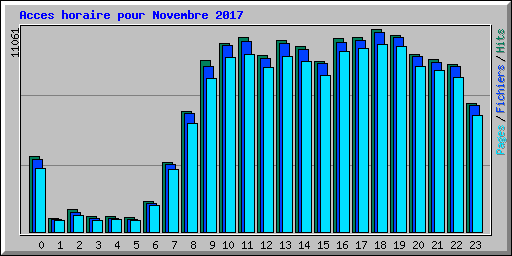 Acces horaire pour Novembre 2017
11061
Pages / Fichiers / Hits
0 1 2 3 4 5 6 7 8 9 10 11 12 13 14 15 16 17 18 19 20 21 22 23